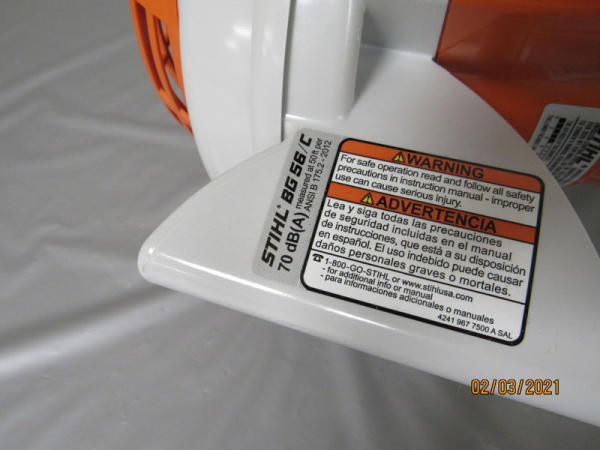 STIHL® BG 56/C
70 dB(A) measured at 50 ft per
ANSI B 175.2 - 2012
WARNING
For safe operation read and follow all safety
precautions in instruction manual - improper
use can cause serious injury.
ADVERTENCIA
Lea y siga todas las precauciones
de seguridad incluidas en el manual
de instrucciones, que está a su disposición
en español. El uso indebido puede causar
daños personales graves o mortales.
1-800-GO-STIHL or www.stihlusa.com
- for additional info or manual
- para informaciones adicionales o manuales
4241 967 7500 A SAL
STIHL
02/03/2021